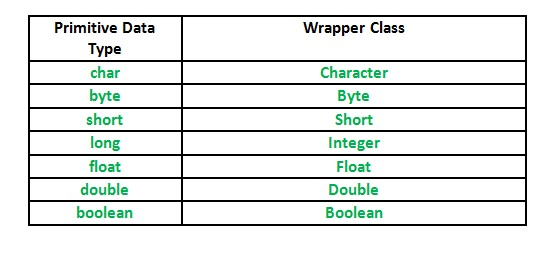 Primitive Data Wrapper Class
Type
char Character
byte Byte
short Short
long Integer
float Float
double Double
boolean Boolean